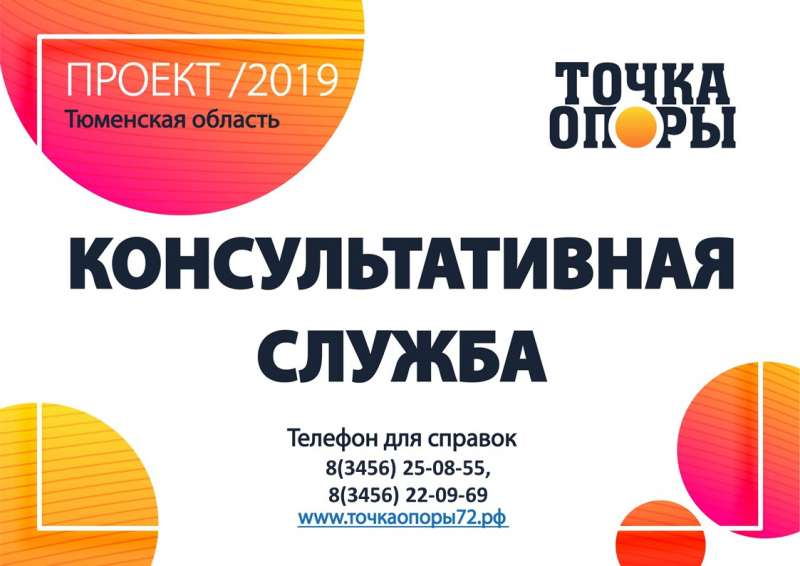 ПРОЕКТ /2019
Тюменская область
ТОЧКА
ОПОРЫ
КОНСУЛЬТАТИВНАЯ
СЛУЖБА
Телефон для справок
8(3456) 25-08-55,
8(3456) 22-09-69
www.точкаопоры72.рф